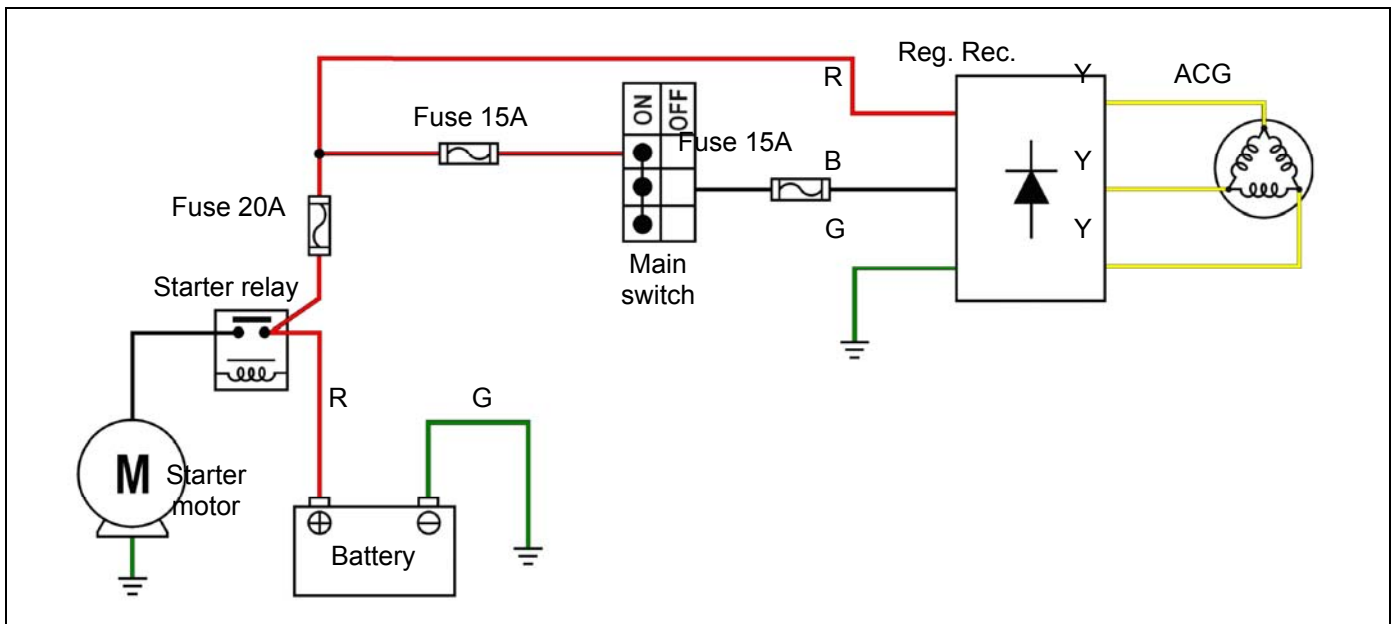 Reg. Rec.
R
Y
ACG
Fuse 15A
ON
OFF
Fuse 15A
B
Y
Fuse 20A
G
Y
Main
switch
Starter relay
R
G
M
Starter
motor
Battery